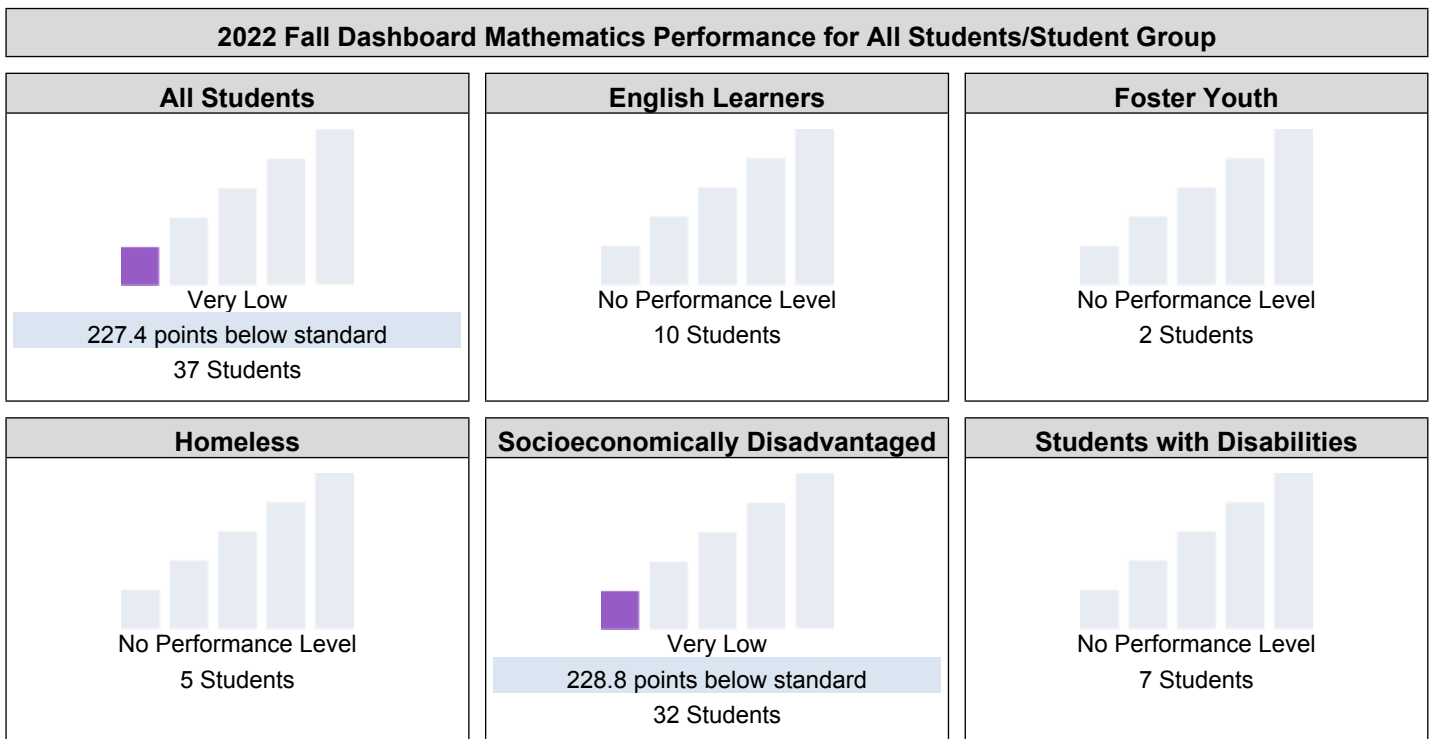 2022 Fall Dashboard Mathematics Performance for All Students/Student Group
All Students
Very Low
227.4 points below standard
37 Students
English Learners
No Performance Level
10 Students
Foster Youth
No Performance Level
2 Students
Homeless
No Performance Level
5 Students
Socioeconomically Disadvantaged
Very Low
228.8 points below standard
32 Students
Students with Disabilities
No Performance Level
7 Students